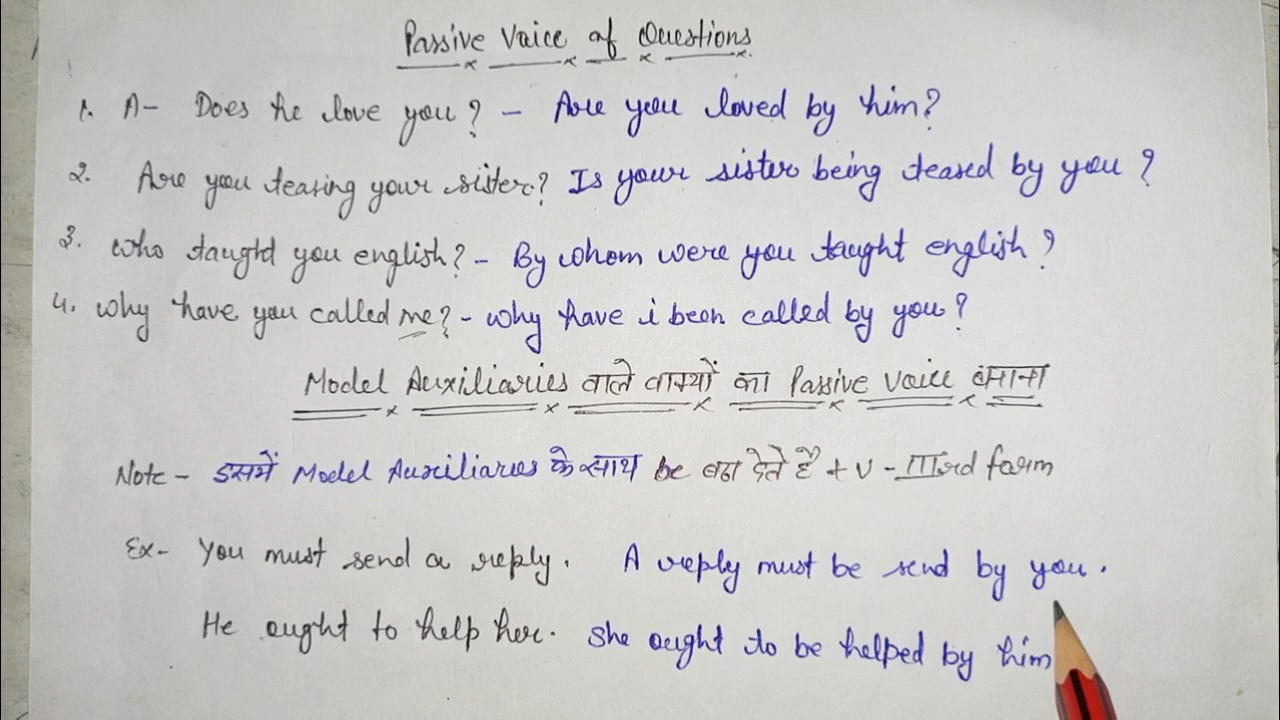 Passive Voice of Questions
1. A- Does he love you? - Are you loved by him?
2. Are you teasing your sister? Is your sister being teased by you?
3. Who taught you english? - By whom were you taught english?
4. Why have you called me? - why have i been called by you?
Model Auxiliaries वाले वाक्यों का Passive Voice बनाना
Note - इसमें Model Auxiliaries के साथ be बढा देते है + V - IIIrd form
Ex- You must send a reply. A reply must be send by you.
He ought to help her. She ought to be helped by him